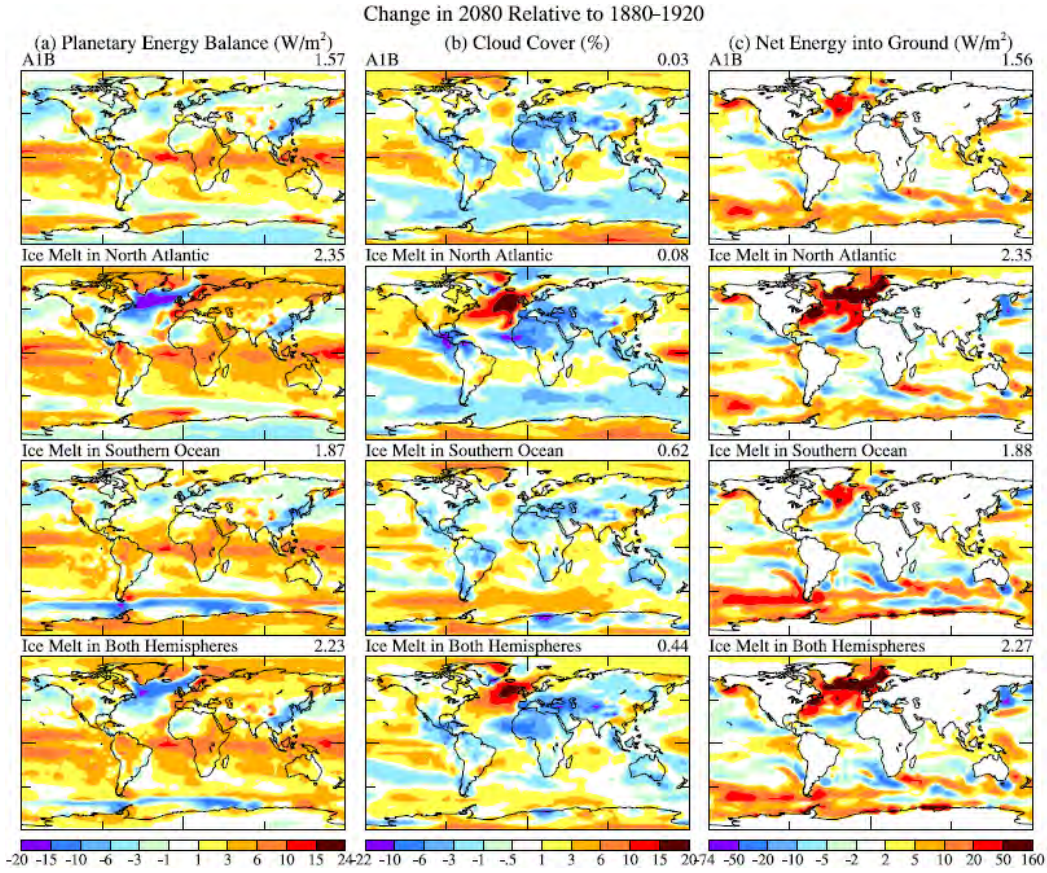 Change in 2080 Relative to 1880–1920
(a) Planetary Energy Balance (W/m²) (b) Cloud Cover (%) (c) Net Energy into Ground (W/m²)
A1B 1.57 A1B 0.03 A1B 1.56
Ice Melt in North Atlantic 2.35 Ice Melt in North Atlantic 0.08 Ice Melt in North Atlantic 2.35
Ice Melt in Southern Ocean 1.87 Ice Melt in Southern Ocean 0.62 Ice Melt in Southern Ocean 1.88
Ice Melt in Both Hemispheres 2.23 Ice Melt in Both Hemispheres 0.44 Ice Melt in Both Hemispheres 2.27
-20 -15 -10 -6 -3 -1 1 3 6 10 15 24 -22 -10 -6 -3 -1 -.5 1 3 6 10 15 20 -74 -50 -20 -10 -5 -2 2 5 10 20 50 160